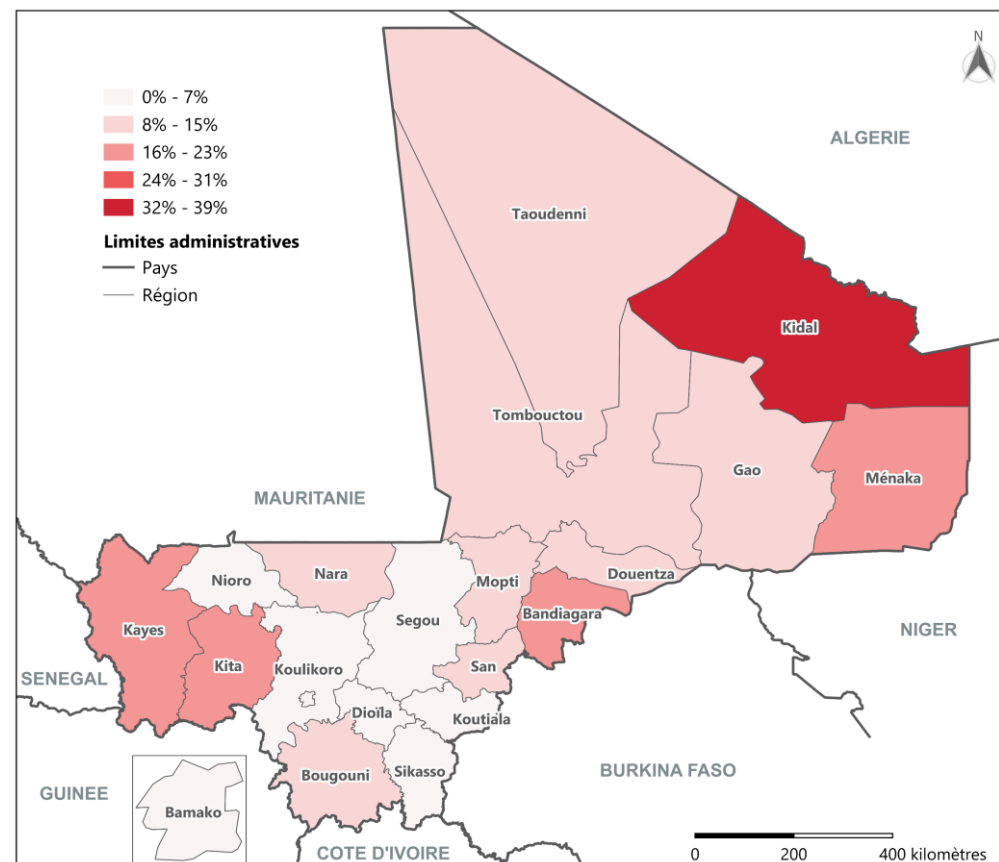 N
0% - 7%
8% - 15%
16% - 23%
24% - 31%
32% - 39%
Limites administratives
Pays
Région
ALGERIE
Taoudenni
Kidal
Tombouctou
Gao
Ménaka
MAURITANIE
Nioro
Nara
Mopti
Douentza
Bandiagara
Segou
Kayes
Kita
Koulikoro
San
NIGER
SENEGAL
Dioïla
Koutiala
Bougouni
Sikasso
BURKINA FASO
GUINEE
Bamako
COTE D'IVOIRE
0 200 400 kilomètres